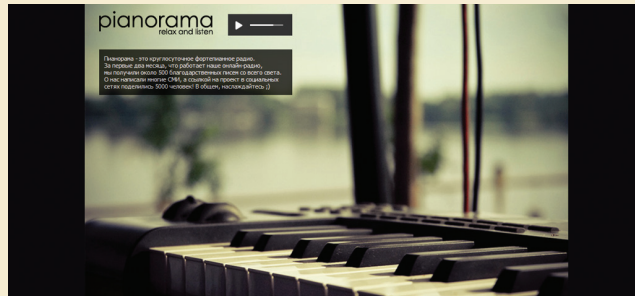 pianorama
relax and listen
Пианорама - это круглосуточное фортепианное радио.
За первые два месяца, что работает наше онлайн-радио,
мы получили около 500 благодарственных писем со всего света.
О нас написали многие СМИ, а ссылкой на проект в социальных
сетях поделились 5000 человек! В общем, наслаждайтесь ;)